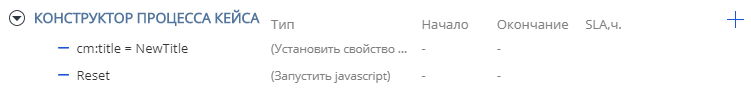 КОНСТРУКТОР ПРОЦЕССА КЕЙСА Тип Начало Окончание SLA,ч.
cm:title = NewTitle (Установить свойство ... - -
Reset (Запустить javascript) - -